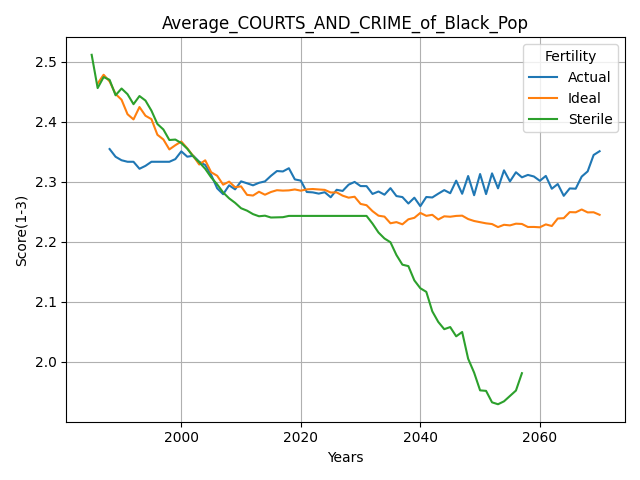 Average_COURTS_AND_CRIME_of_Black_Pop
Fertility
Actual
Ideal
Sterile
Score(1-3)
2.5
2.4
2.3
2.2
2.1
2.0
2000
2020
2040
2060
Years